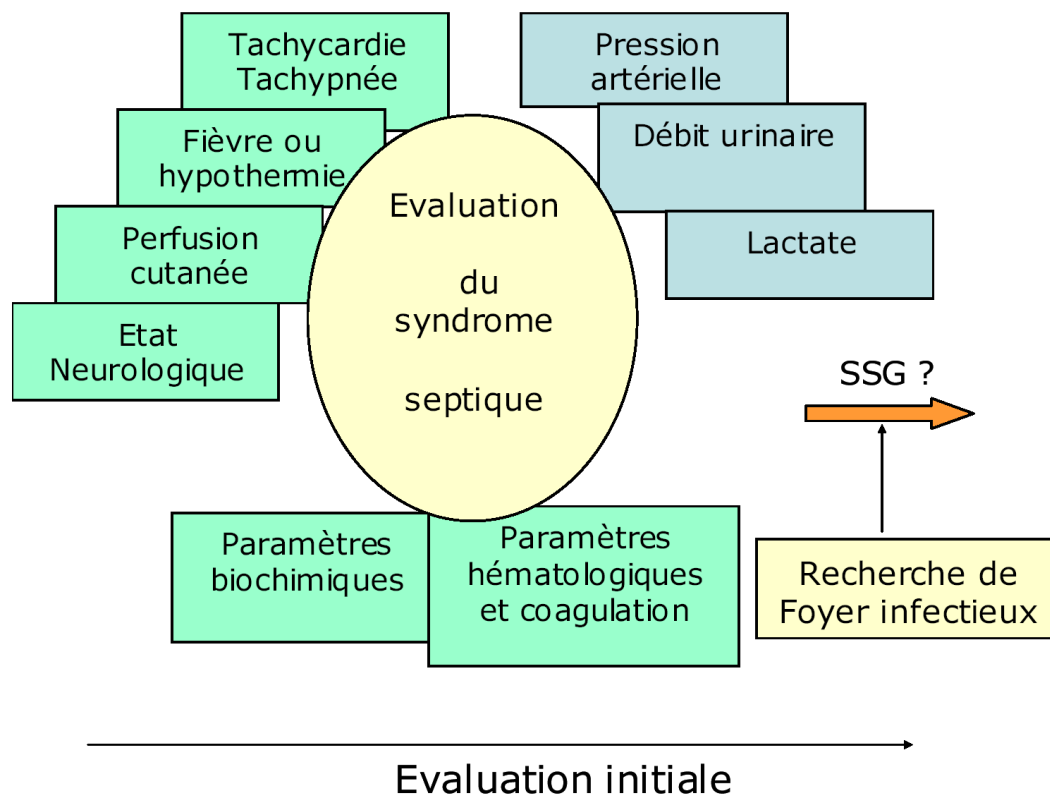 Tachycardie
Tachypnée
Pression
artérielle
Fièvre ou
hypothermie
Débit urinaire
Perfusion
cutanée
Lactate
Etat
Neurologique
Evaluation
du
syndrome
septique
SSG ?
Paramètres
biochimiques
Paramètres
hématologiques
et coagulation
Recherche de
Foyer infectieux
Evaluation initiale